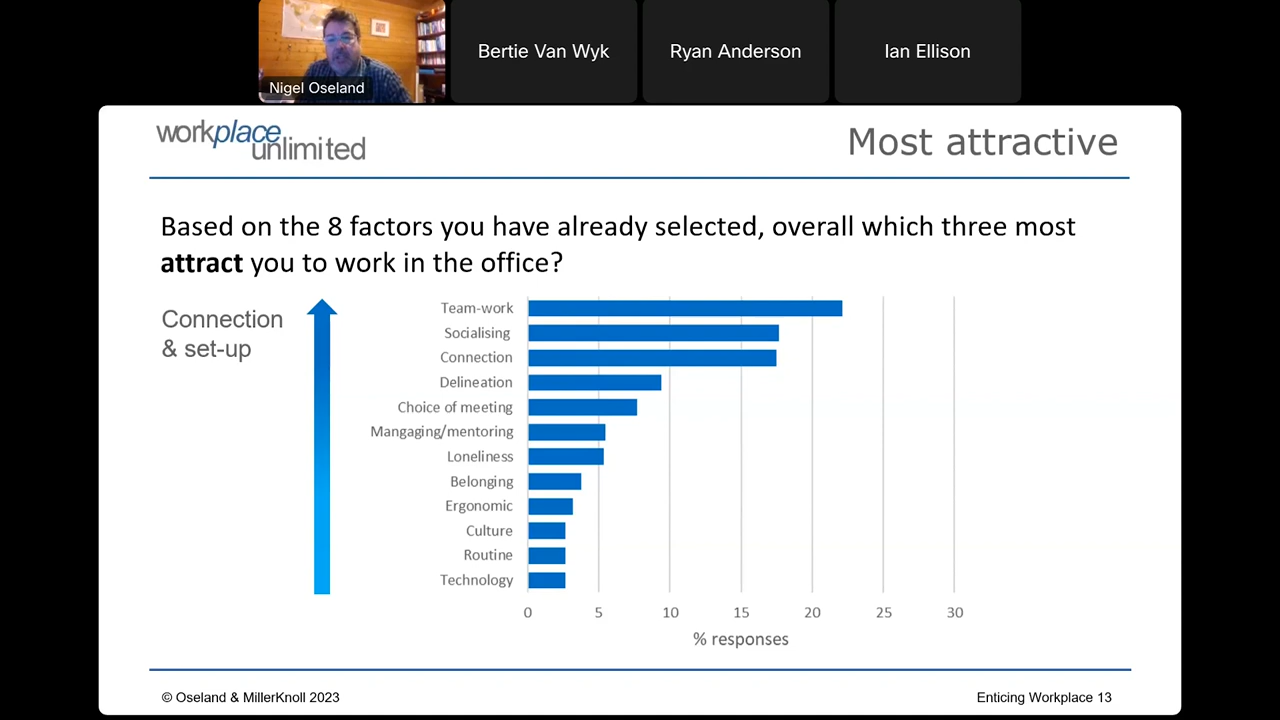 Nigel Oseland
Bertie Van Wyk
Ryan Anderson
Ian Ellison
workplace
unlimited
Most attractive
Based on the 8 factors you have already selected, overall which three most
attract you to work in the office?
Connection
& set-up
Team-work
Socialising
Connection
Delineation
Choice of meeting
Mangaging/mentoring
Loneliness
Belonging
Ergonomic
Culture
Routine
Technology
0 5 10 15 20 25 30
% responses
© Oseland & MillerKnoll 2023
Enticing Workplace 13